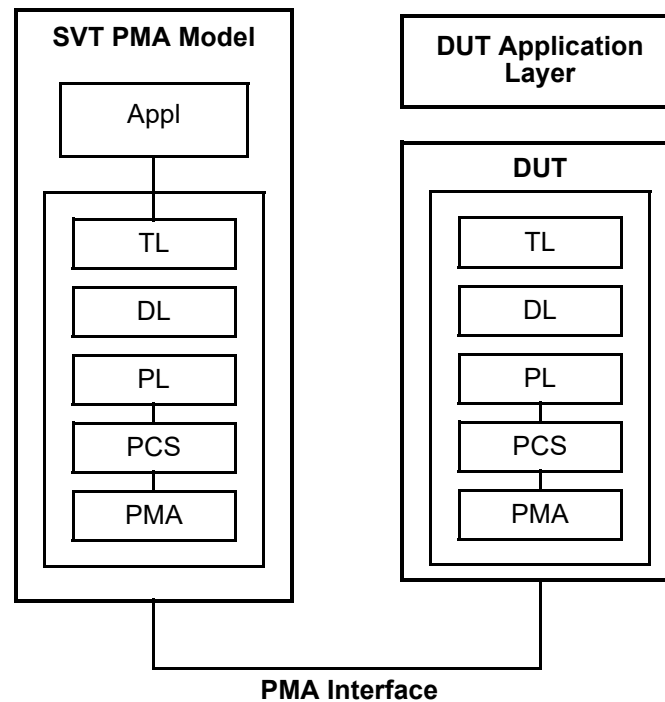 SVT PMA Model
Appl
TL
DL
PL
PCS
PMA
DUT Application
Layer
DUT
TL
DL
PL
PCS
PMA
PMA Interface